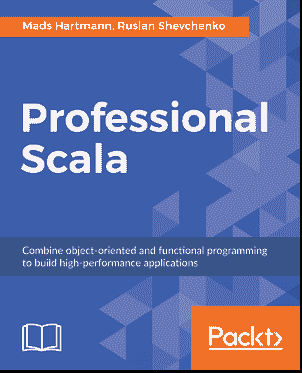 Mads Hartmann, Ruslan Shevchenko
Professional
Scala
Combine object-oriented and functional programming
to build high-performance applications
Packt>